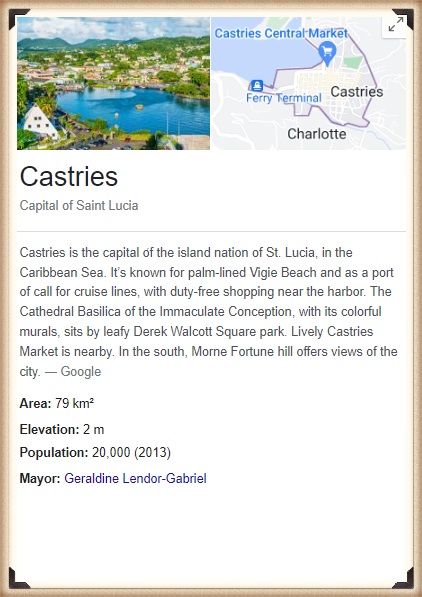 Castries Central Market
Ferry Terminal
Castries
Charlotte
Castries
Capital of Saint Lucia
Castries is the capital of the island nation of St. Lucia, in the
Caribbean Sea. It's known for palm-lined Vigie Beach and as a port
of call for cruise lines, with duty-free shopping near the harbor. The
Cathedral Basilica of the Immaculate Conception, with its colorful
murals, sits by leafy Derek Walcott Square park. Lively Castries
Market is nearby. In the south, Morne Fortune hill offers views of the
city. — Google
Area: 79 km²
Elevation: 2 m
Population: 20,000 (2013)
Mayor: Geraldine Lendor-Gabriel